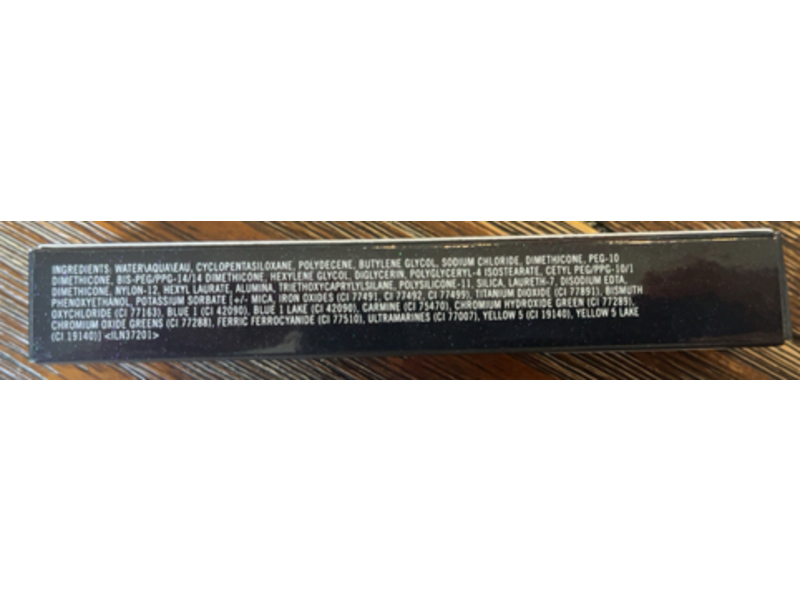 INGREDIENTS: WATER\AQUA\EAU, CYCLOPENTASILOXANE, POLYDECENE, BUTYLENE GLYCOL, SODIUM CHLORIDE, DIMETHICONE, PEG-10
DIMETHICONE, BIS-PEG/PPG-14/14 DIMETHICONE, HEXYLENE GLYCOL, DIGLYCERIN, POLYGLYCERYL-4 ISOSTEARATE, CETYL PEG/PPG-10/1
DIMETHICONE, NYLON-12, HEXYL LAURATE, ALUMINA, TRIETHOXYCAPRYLYLSILANE, POLYSILICONE-11, SILICA, LAURETH-7, DISODIUM EDTA,
PHENOXYETHANOL, POTASSIUM SORBATE [+/- MICA, IRON OXIDES (CI 77491, CI 77492, CI 77499), TITANIUM DIOXIDE (CI 77891), BISMUTH
OXYCHLORIDE (CI 77163), BLUE 1 (CI 42090), BLUE 1 LAKE (CI 42090), CARMINE (CI 75470), CHROMIUM HYDROXIDE GREEN (CI 77289),
CHROMIUM OXIDE GREENS (CI 77288), FERRIC FERROCYANIDE (CI 77510), ULTRAMARINES (CI 77007), YELLOW 5 (CI 19140), YELLOW 5 LAKE
(CI 19140)] <ILN37201>